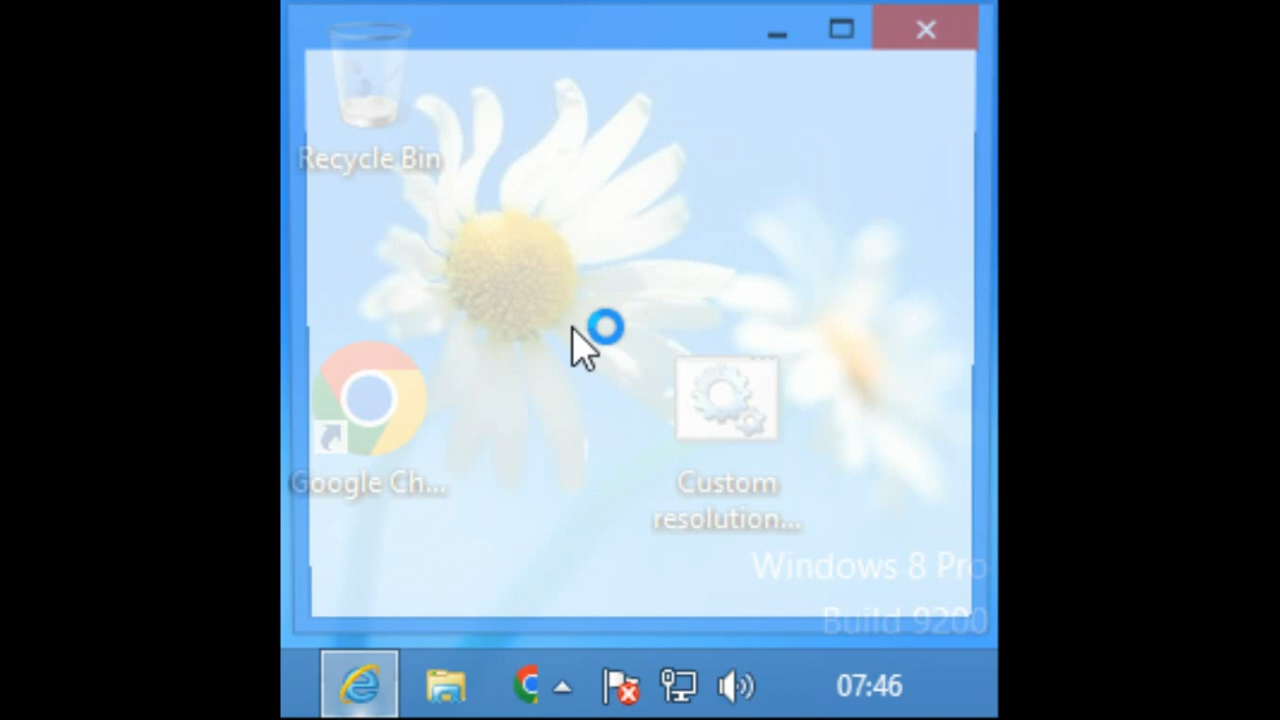 Recycle Bin
Google Ch...
Custom
resolution...
Windows 8 Pro
Build 9200
07:46